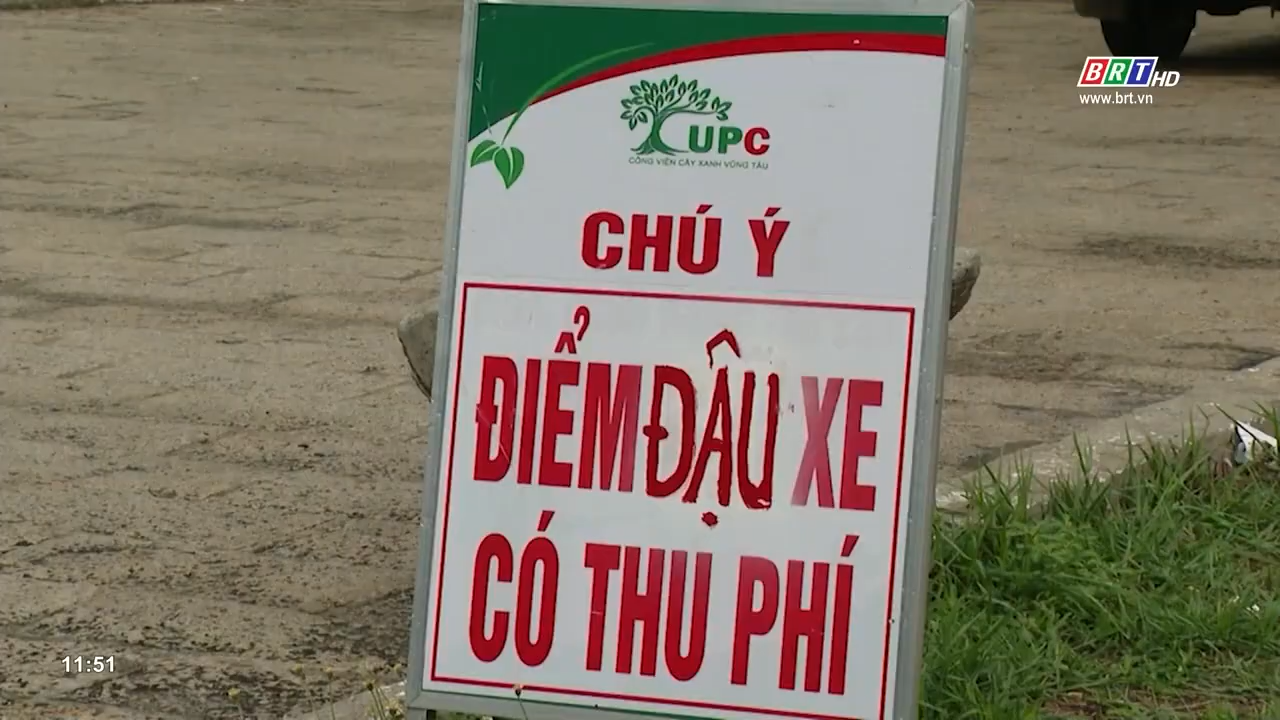 BRT HD
www.brt.vn
UPC
CÔNG VIÊN CÂY XANH VŨNG TÀU
CHÚ Ý
ĐIỂM ĐẬU XE
CÓ THU PHÍ
11:51